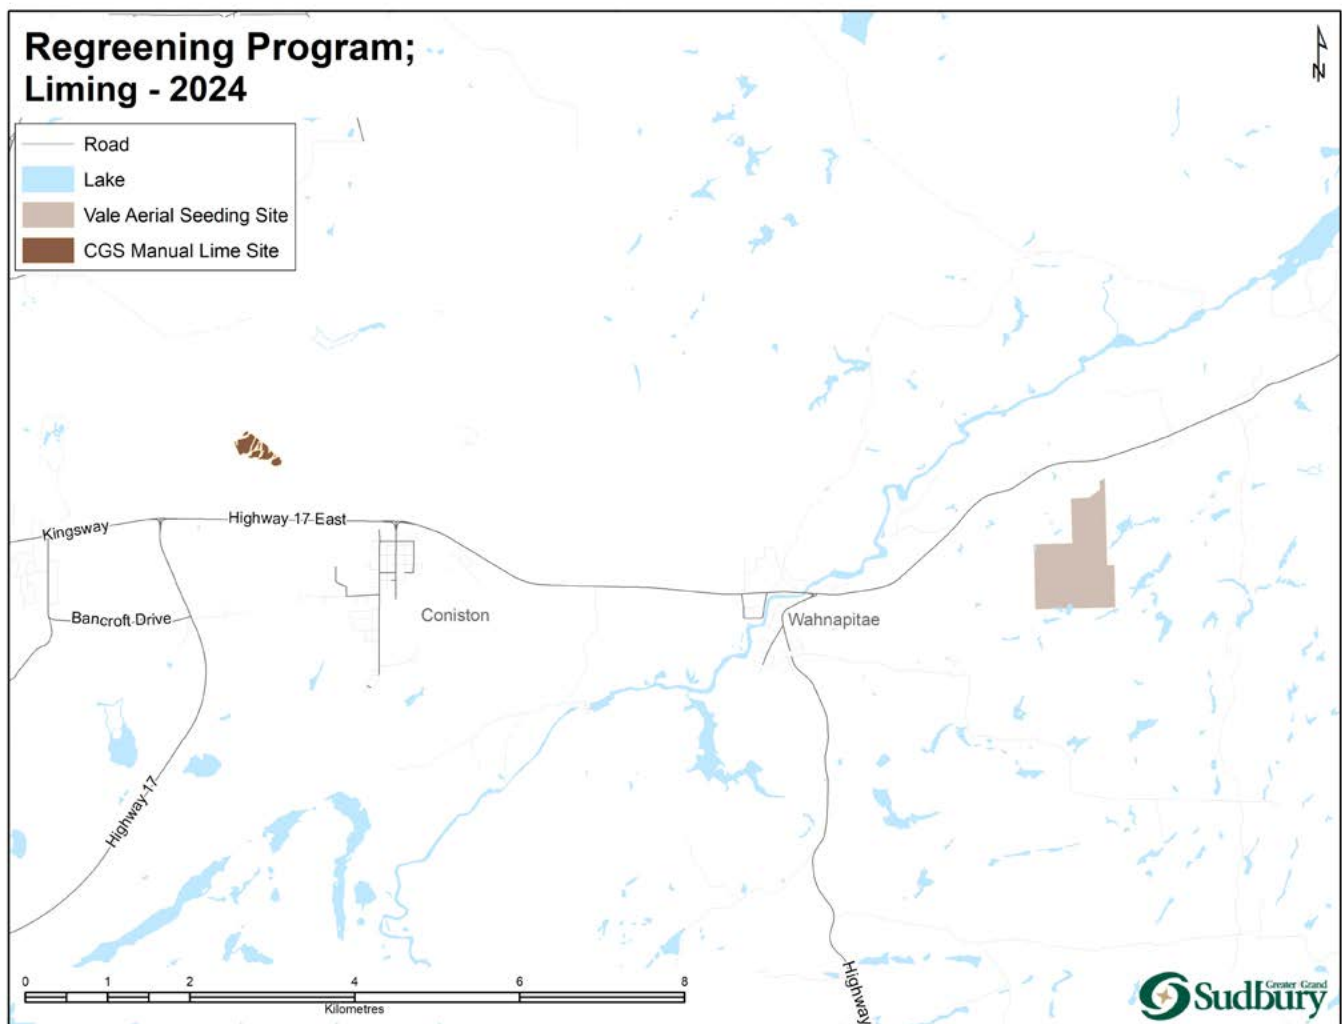 Regreening Program;
Liming - 2024
N
Road
Lake
Vale Aerial Seeding Site
CGS Manual Lime Site
Kingsway
Highway 17 East
Bancroft Drive
Coniston
Wahnapitae
Highway 17
Highway
0 1 2 4 6 8
Kilometres
Greater Grand
Sudbury